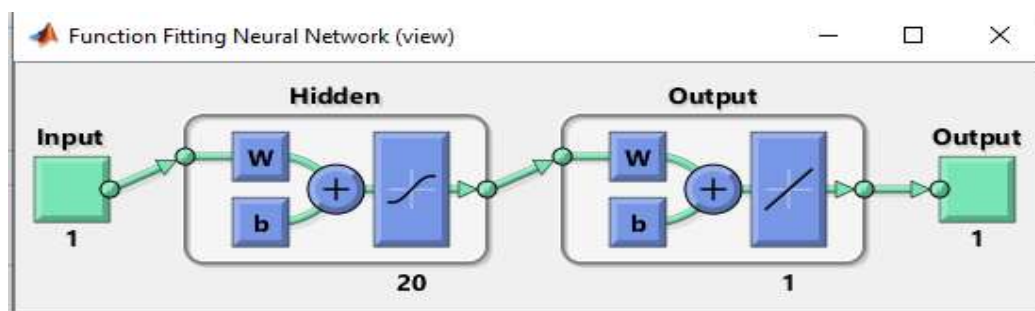 Function Fitting Neural Network (view)
Hidden
Output
Input
Output
W
W
b
b
1
20
1
1